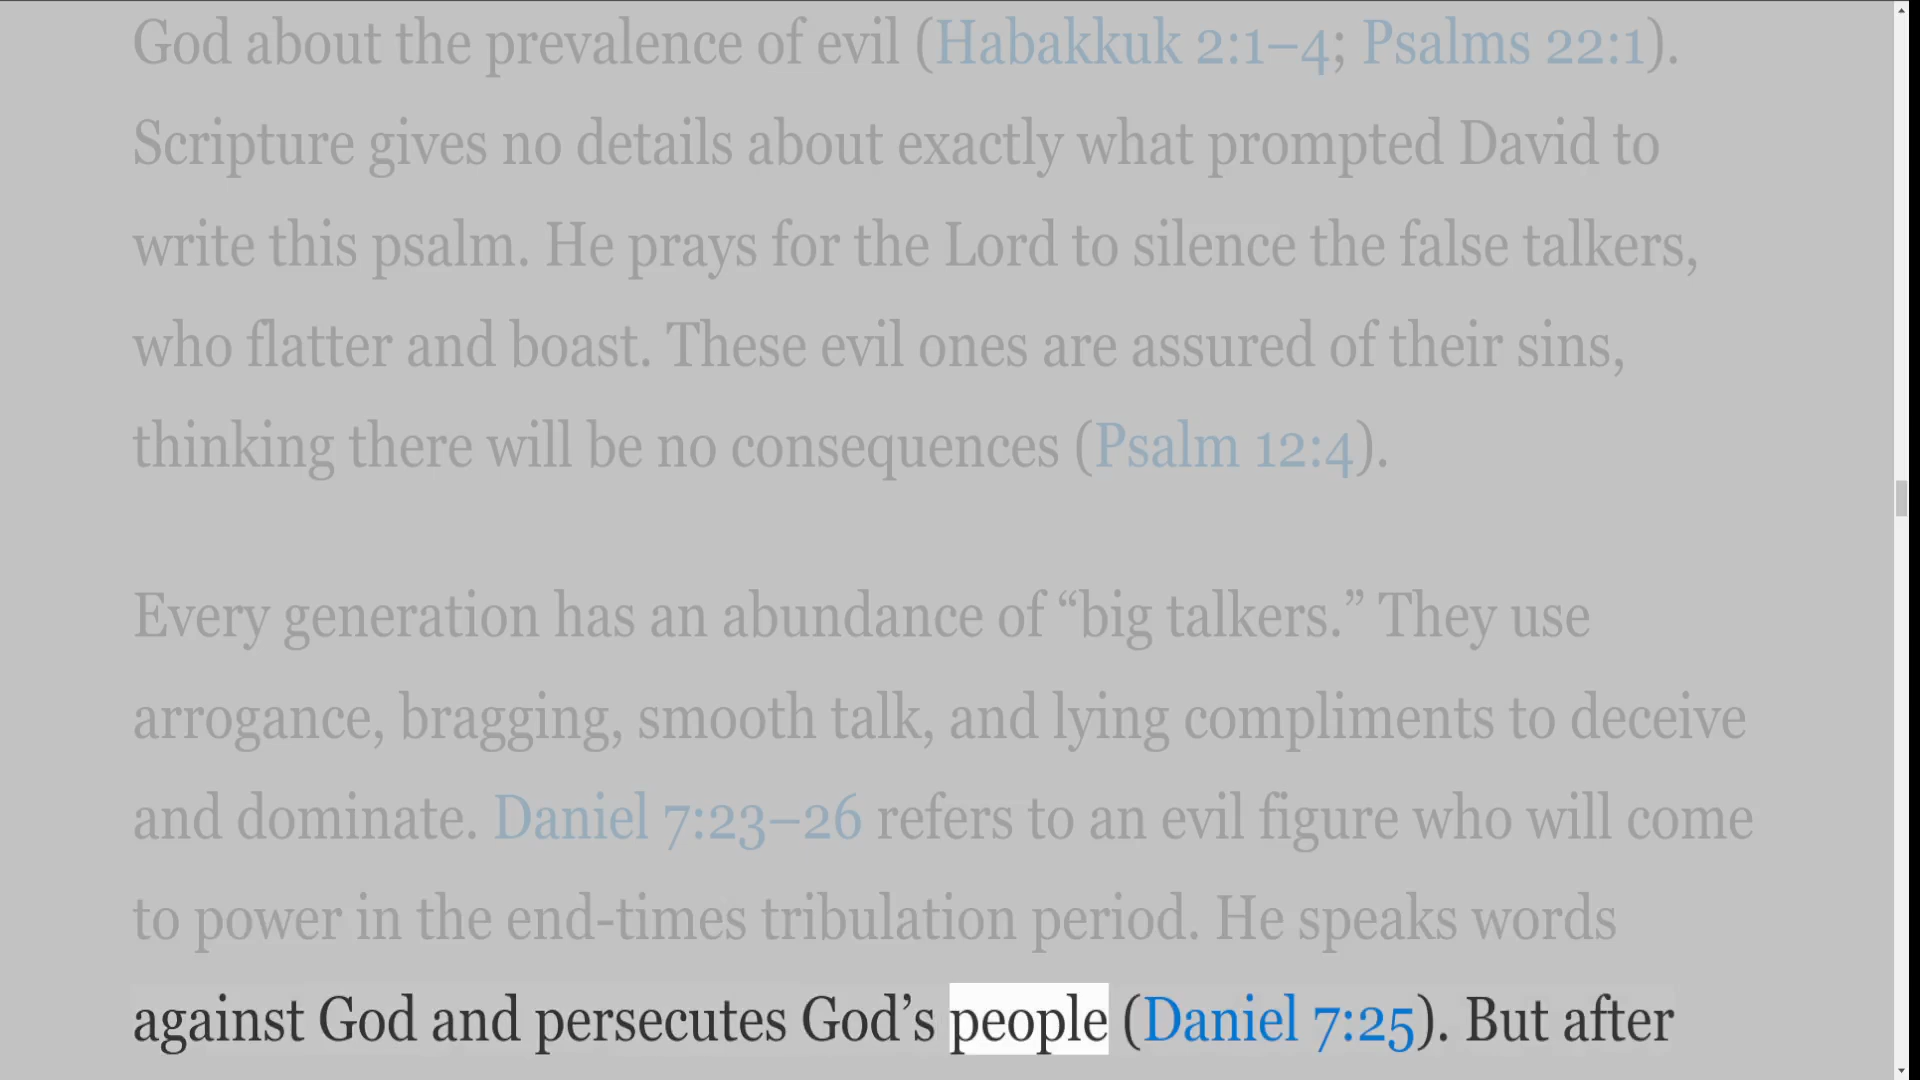 God about the prevalence of evil (Habakkuk 2:1–4; Psalms 22:1).
Scripture gives no details about exactly what prompted David to
write this psalm. He prays for the Lord to silence the false talkers,
who flatter and boast. These evil ones are assured of their sins,
thinking there will be no consequences (Psalm 12:4).
Every generation has an abundance of “big talkers.” They use
arrogance, bragging, smooth talk, and lying compliments to deceive
and dominate. Daniel 7:23–26 refers to an evil figure who will come
to power in the end-times tribulation period. He speaks words
against God and persecutes God’s people (Daniel 7:25). But after